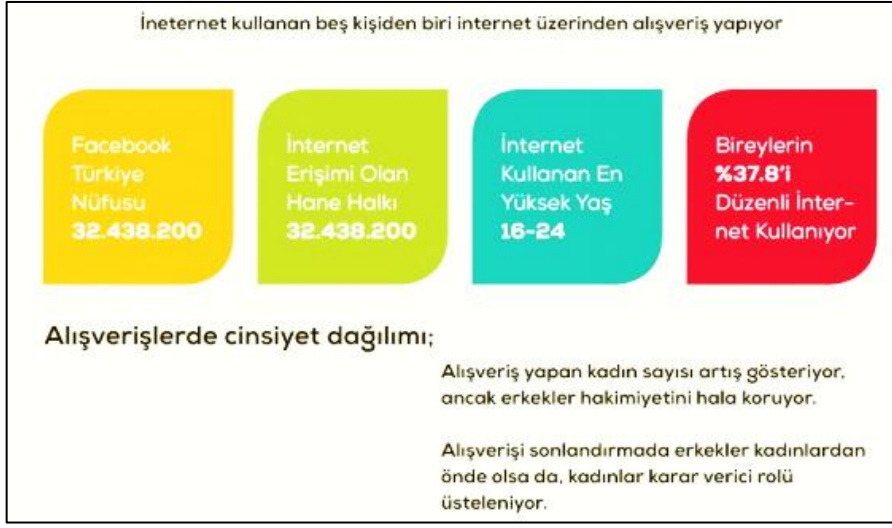 İneternet kullanan beş kişiden biri internet üzerinden alışveriş yapıyor
Facebook
Türkiye
Nüfusu
32.438.200
İnternet
Erişimi Olan
Hane Halkı
32.438.200
İnternet
Kullanan En
Yüksek Yaş
16-24
Bireylerin
%37.8'i
Düzenli İnter-
net Kullanıyor
Alışverişlerde cinsiyet dağılımı;
Alışveriş yapan kadın sayısı artış gösteriyor,
ancak erkekler hakimiyetini hala koruyor.
Alışverişi sonlandırmada erkekler kadınlardan
önde olsa da, kadınlar karar verici rolü
üsteleniyor.